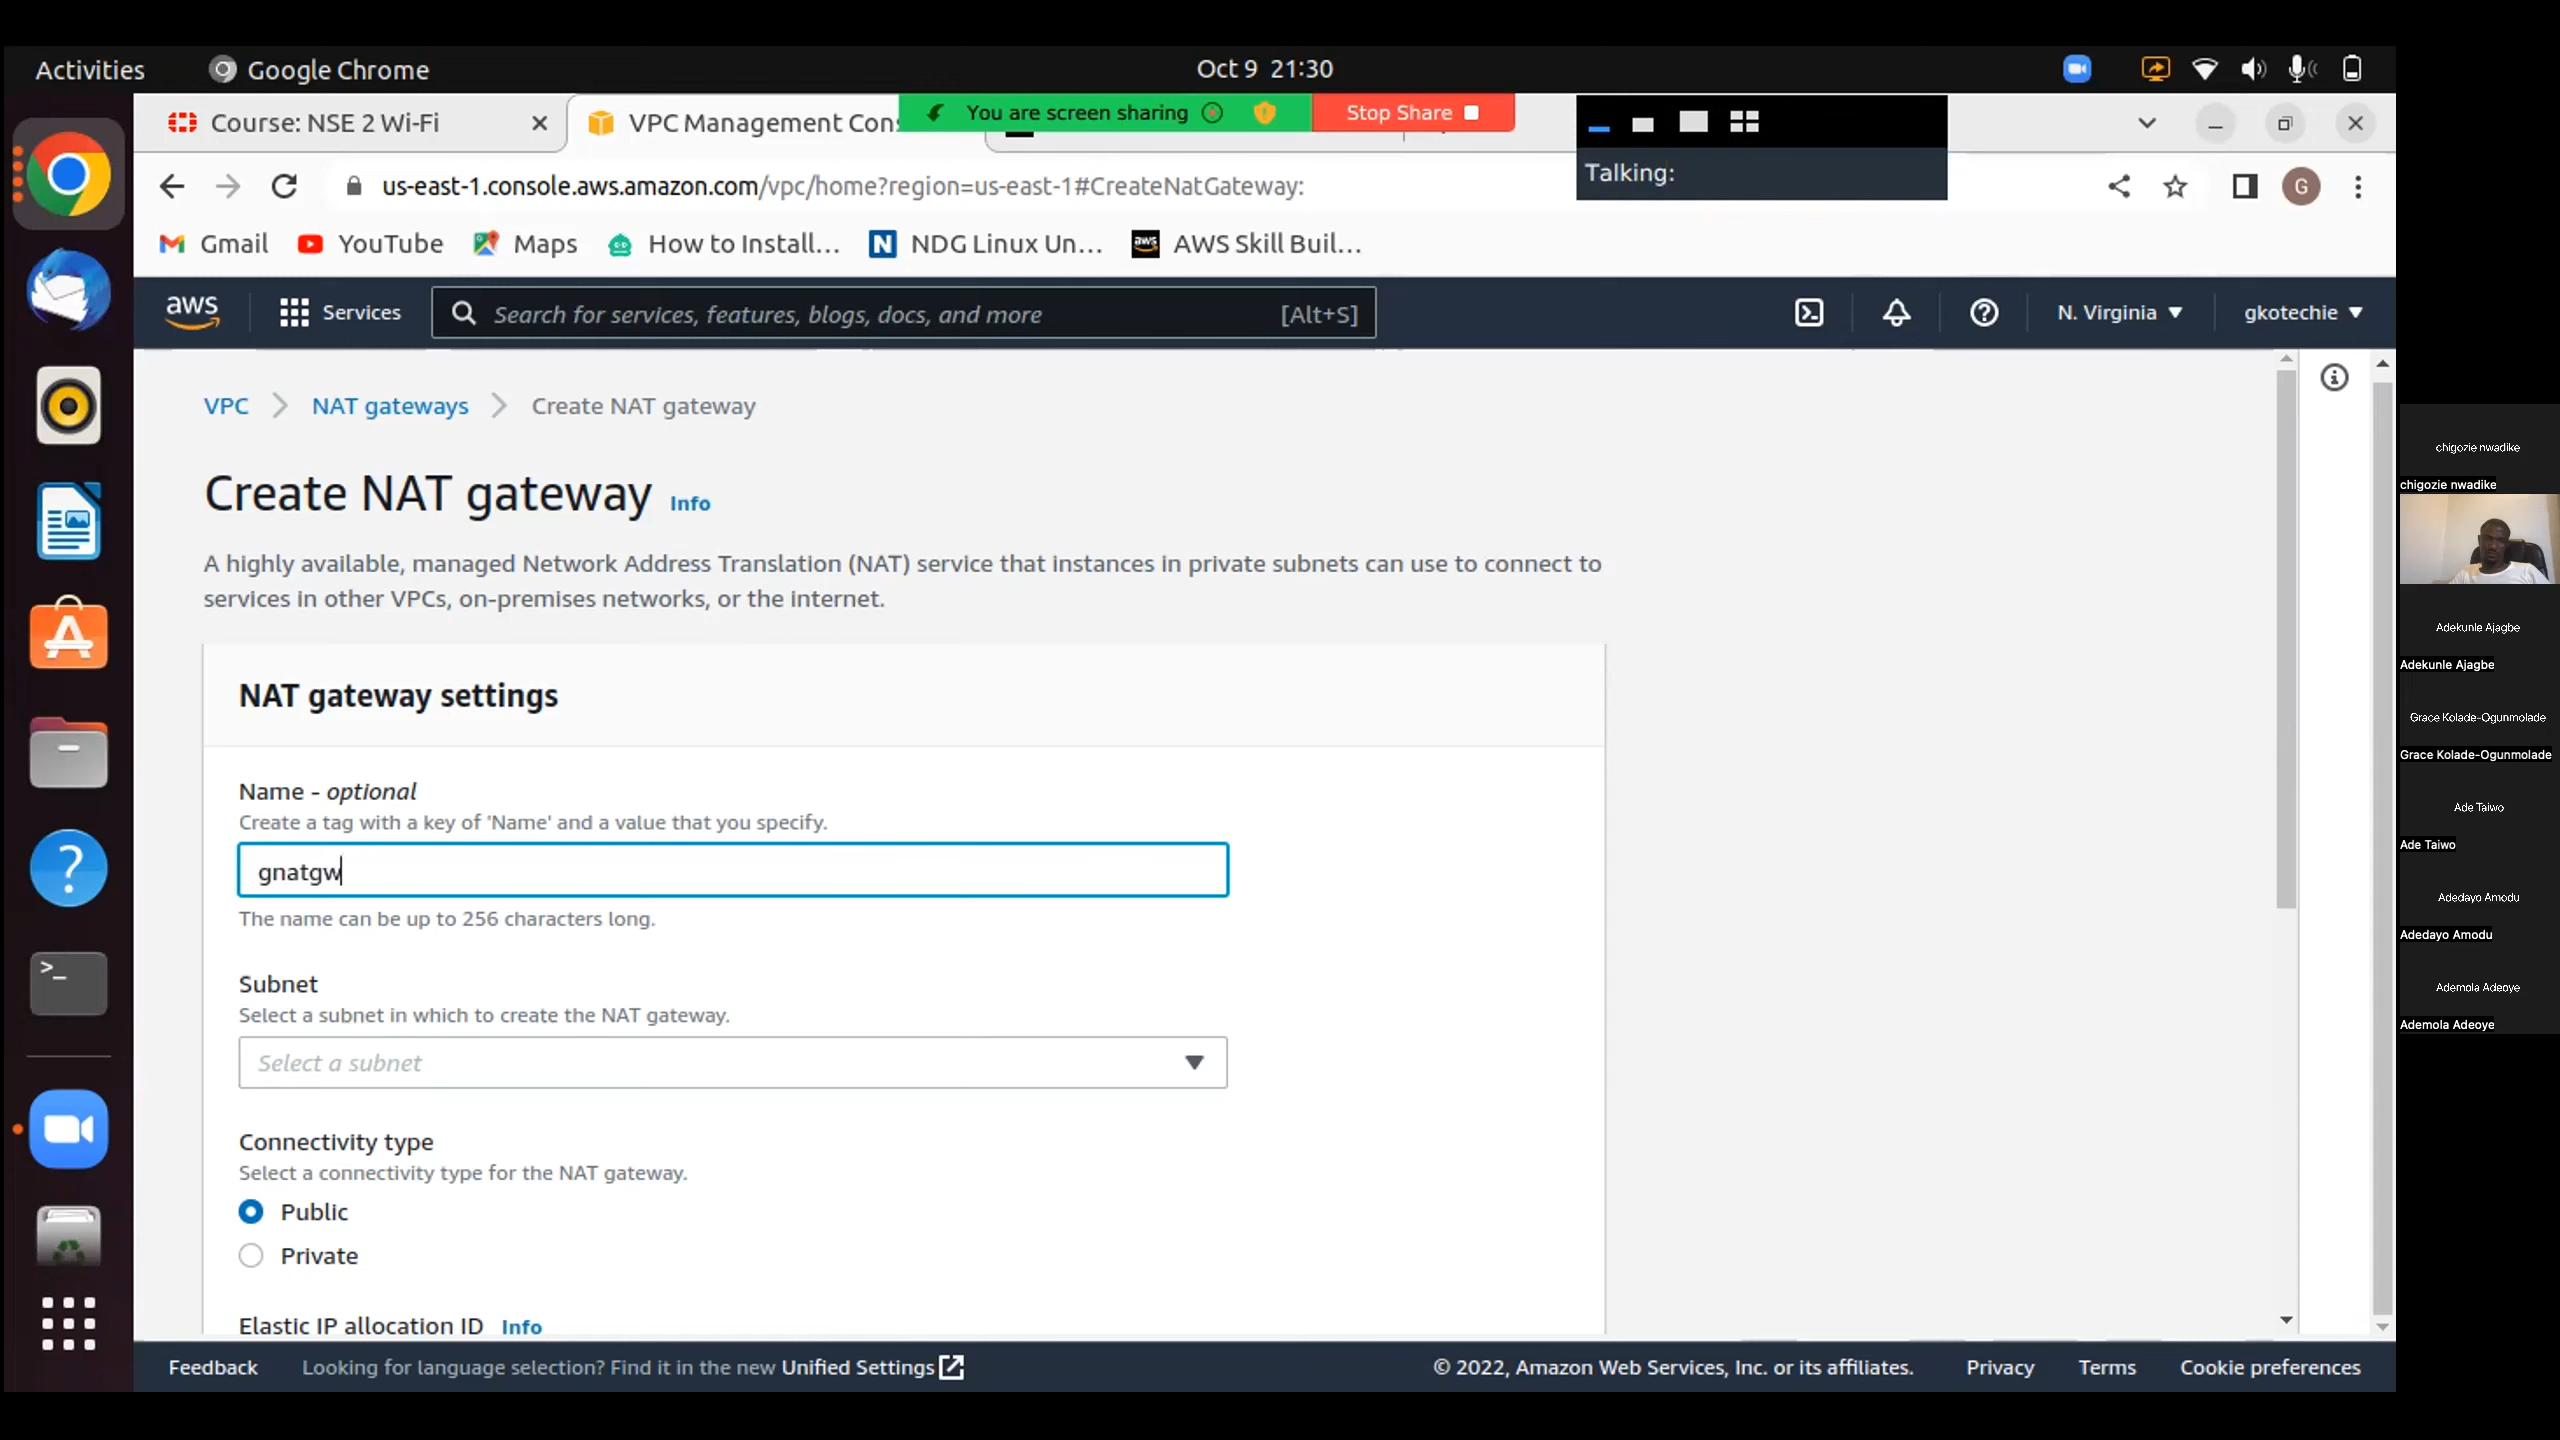 Activities
Google Chrome
Oct 9 21:30
Course: NSE 2 Wi-Fi
VPC Management Con
You are screen sharing
Stop Share
Talking:
us-east-1.console.aws.amazon.com/vpc/home?region=us-east-1#CreateNatGateway:
G
Gmail
YouTube
Maps
How to Install...
N
NDG Linux Un...
aws
AWS Skill Buil...
aws
Services
Search for services, features, blogs, docs, and more
[Alt+S]
N. Virginia
gkotechie
VPC
NAT gateways
Create NAT gateway
Create NAT gateway Info
A highly available, managed Network Address Translation (NAT) service that instances in private subnets can use to connect to
services in other VPCs, on-premises networks, or the internet.
NAT gateway settings
Name - optional
Create a tag with a key of 'Name' and a value that you specify.
gnatgw
The name can be up to 256 characters long.
Subnet
Select a subnet in which to create the NAT gateway.
Select a subnet
Connectivity type
Select a connectivity type for the NAT gateway.
Public
Private
Elastic IP allocation ID Info
Feedback
Looking for language selection? Find it in the new Unified Settings
© 2022, Amazon Web Services, Inc. or its affiliates.
Privacy
Terms
Cookie preferences
chigozie nwadike
chigozie nwadike
Adekunle Ajagbe
Adekunle Ajagbe
Grace Kolade-Ogunmolade
Grace Kolade-Ogunmolade
Ade Taiwo
Ade Taiwo
Adedayo Amodu
Adedayo Amodu
Ademola Adeoye
Ademola Adeoye